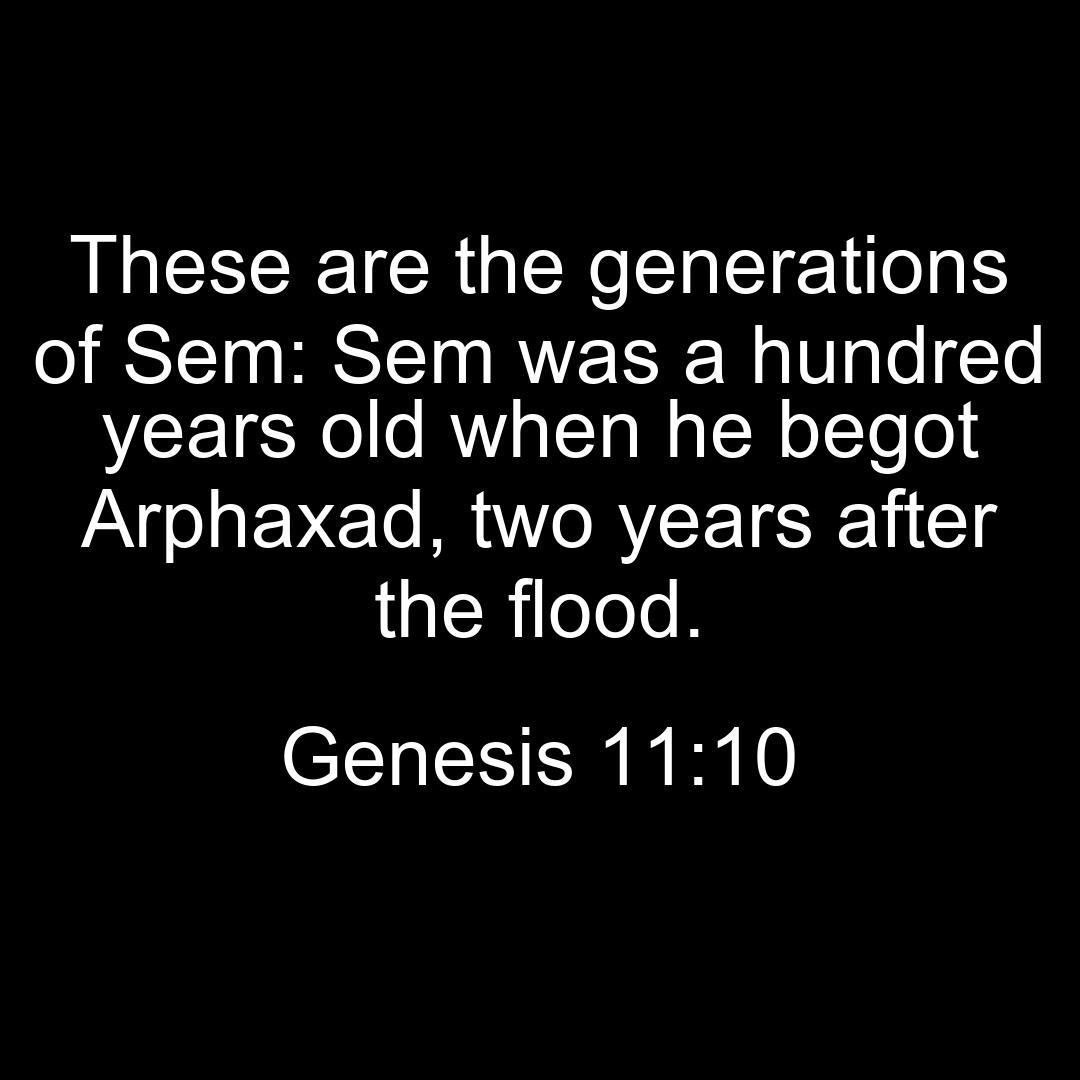 These are the generations
of Sem: Sem was a hundred
years old when he begot
Arphaxad, two years after
the flood.
Genesis 11:10